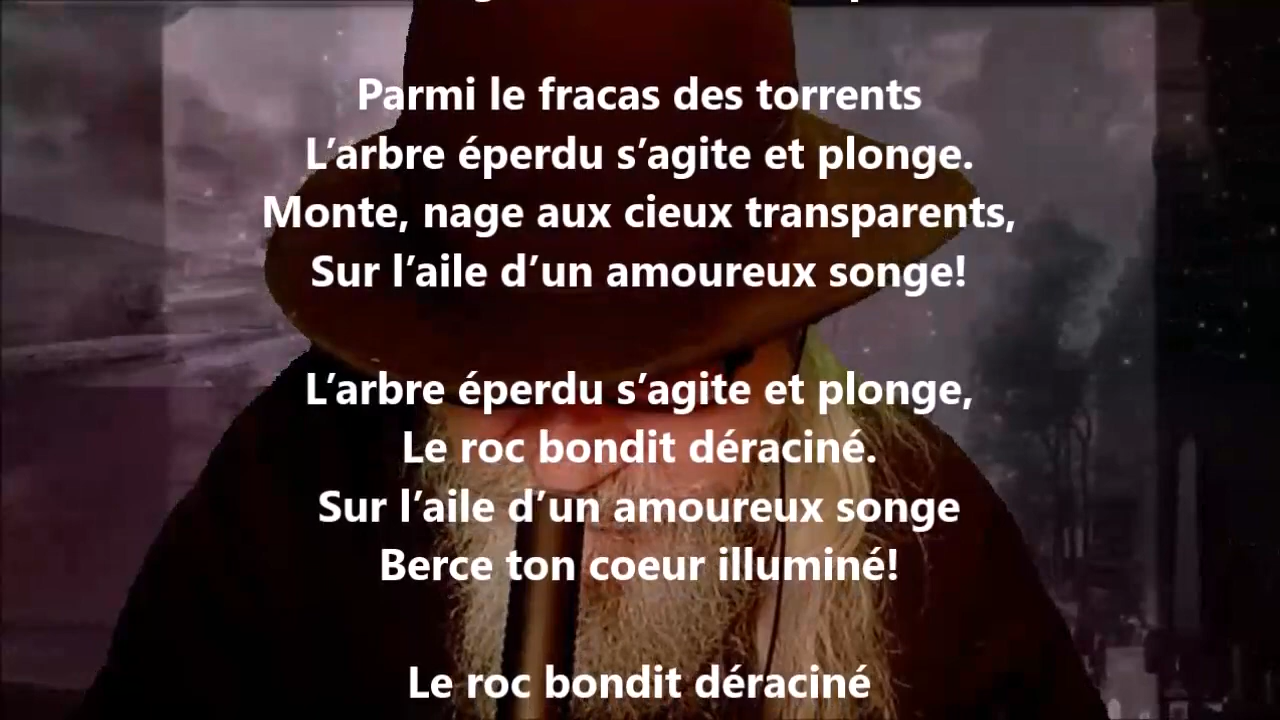 Parmi le fracas des torrents
L’arbre éperdu s’agite et plonge.
Monte, nage aux cieux transparents,
Sur l’aile d’un amoureux songe!
L’arbre éperdu s’agite et plonge,
Le roc bondit déraciné.
Sur l’aile d’un amoureux songe
Berce ton coeur illuminé!
Le roc bondit déraciné